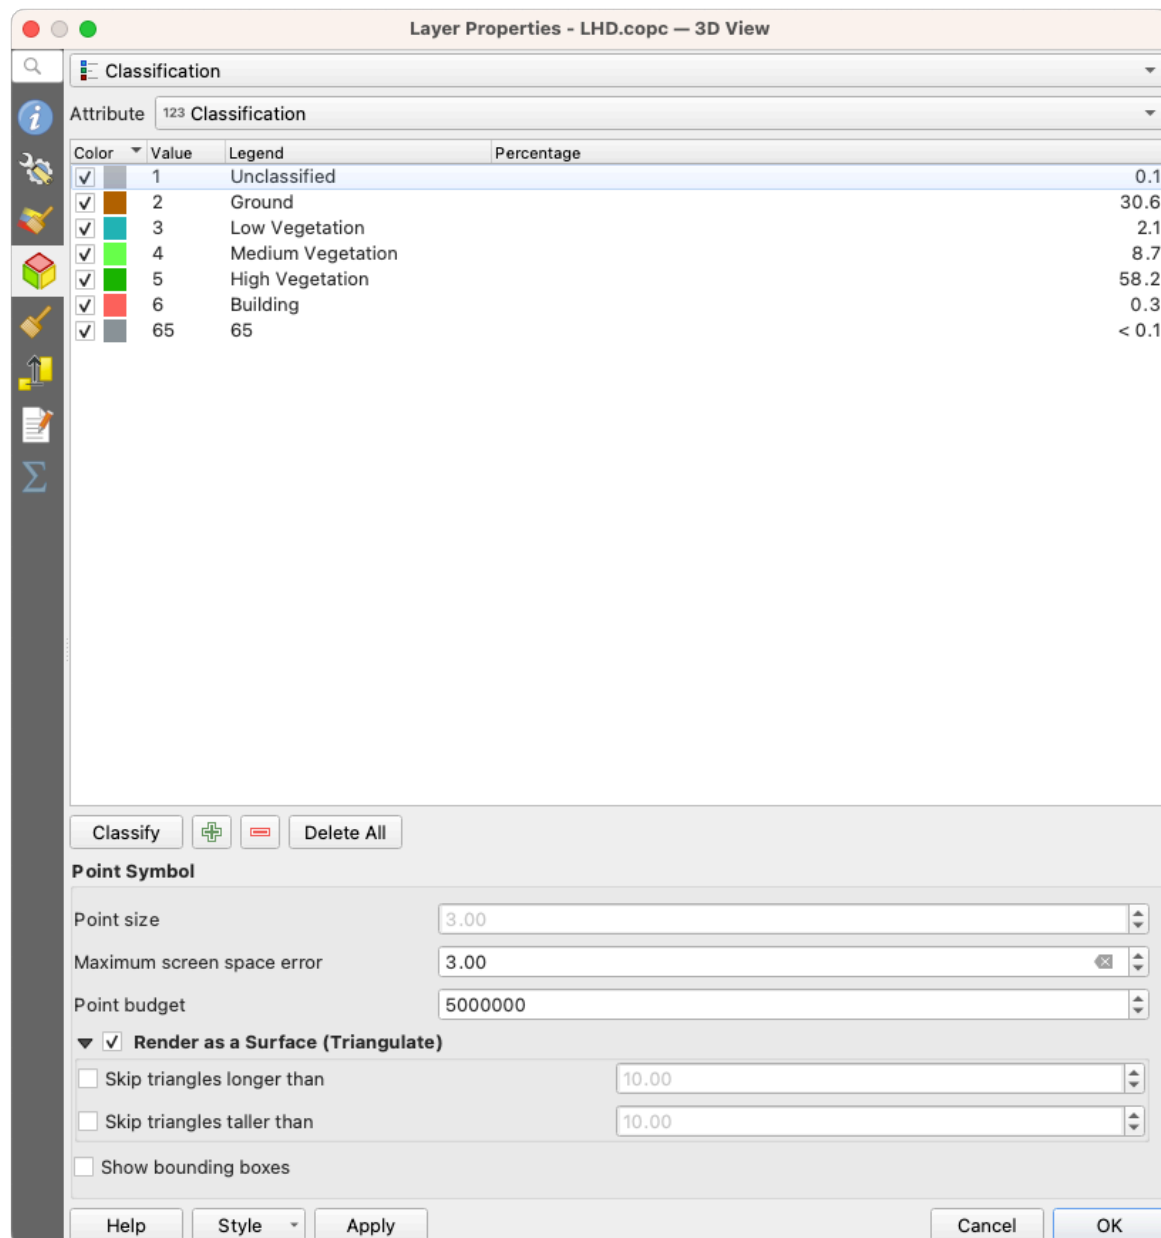 Layer Properties - LHD.copc — 3D View
Classification
Attribute 123 Classification
Color Value Legend Percentage
1 Unclassified 0.1
2 Ground 30.6
3 Low Vegetation 2.1
4 Medium Vegetation 8.7
5 High Vegetation 58.2
6 Building 0.3
65 65 < 0.1
Classify Delete All
Point Symbol
Point size 3.00
Maximum screen space error 3.00
Point budget 5000000
Render as a Surface (Triangulate)
Skip triangles longer than 10.00
Skip triangles taller than 10.00
Show bounding boxes
Help Style Apply Cancel OK